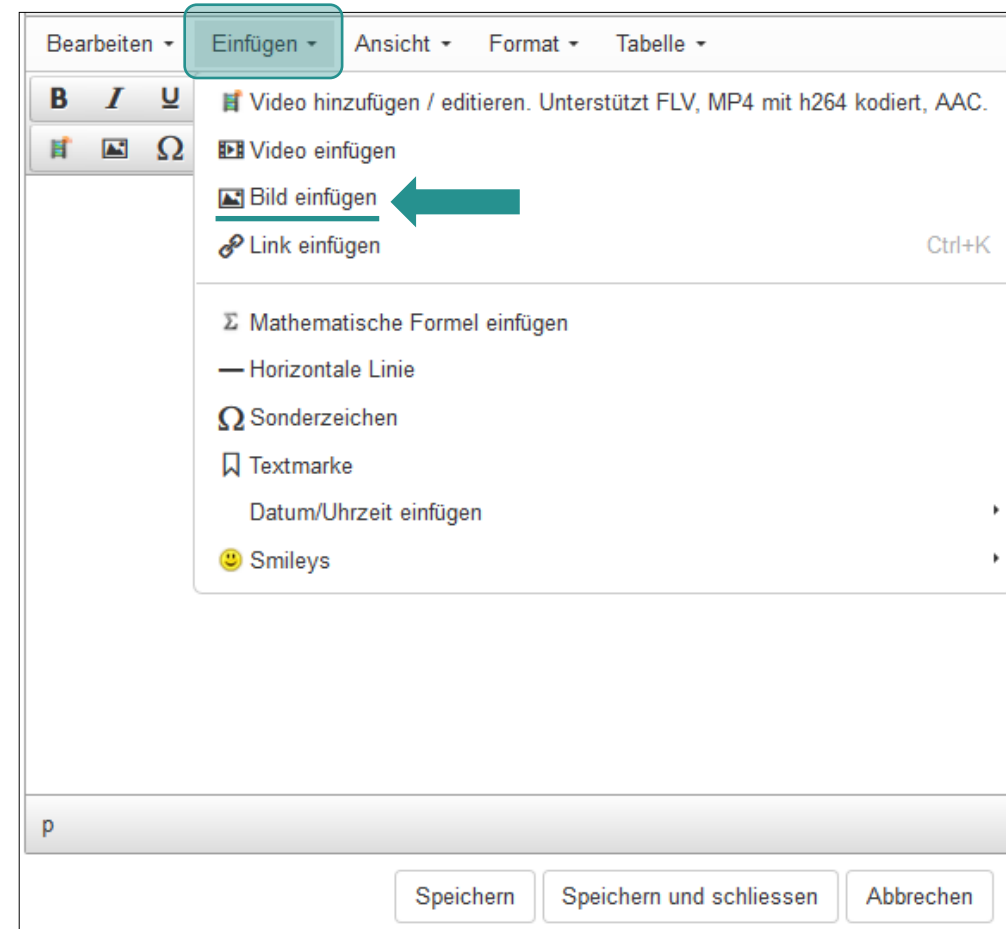 Bearbeiten Einfügen Ansicht Format Tabelle
B I U
Video hinzufügen / editieren. Unterstützt FLV, MP4 mit h264 kodiert, AAC.
Ω
Video einfügen
Bild einfügen
Link einfügen Ctrl+K
Σ Mathematische Formel einfügen
Horizontale Linie
Ω Sonderzeichen
Textmarke
Datum/Uhrzeit einfügen
Smileys
p
Speichern Speichern und schliessen Abbrechen